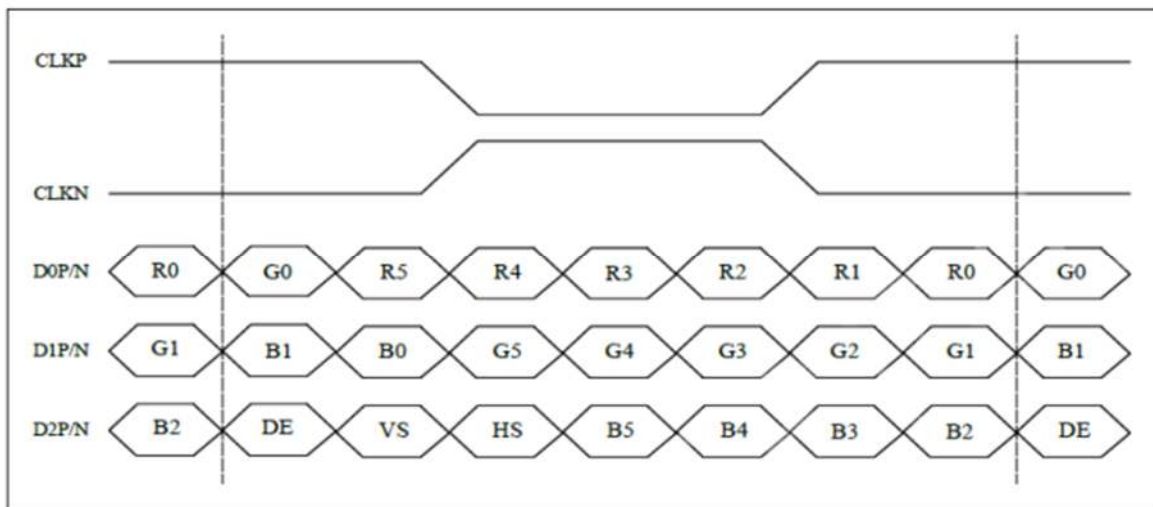 CLKP
CLKN
D0P/N R0 G0 R5 R4 R3 R2 R1 R0 G0
D1P/N G1 B1 B0 G5 G4 G3 G2 G1 B1
D2P/N B2 DE VS HS B5 B4 B3 B2 DE